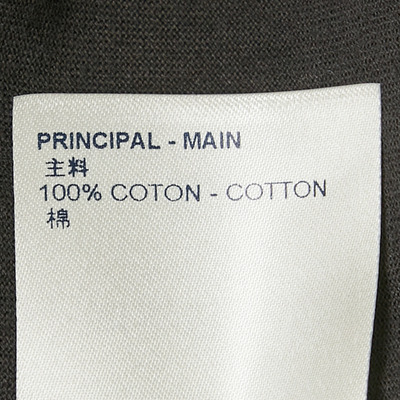 PRINCIPAL - MAIN
主料
100% COTON - COTTON
棉